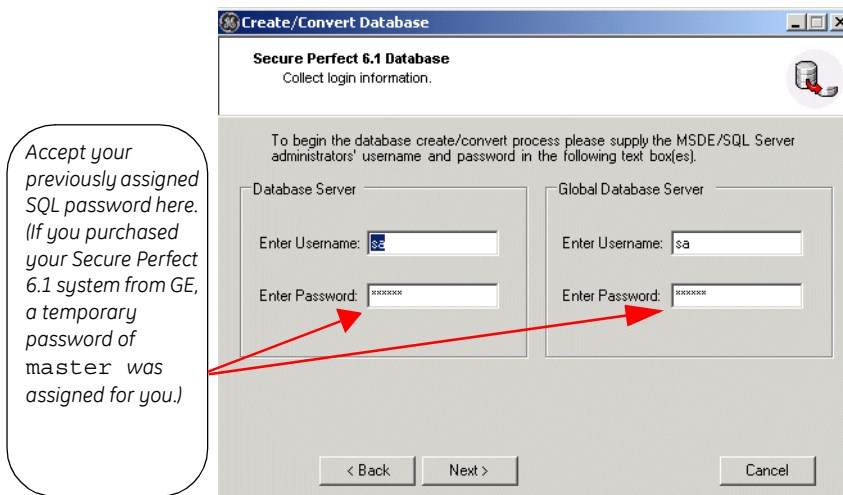 Create/Convert Database
Secure Perfect 6.1 Database
Collect login information.
To begin the database create/convert process please supply the MSDE/SQL Server
administrators' username and password in the following text box(es).
Accept your
previously assigned
SQL password here.
(If you purchased
your Secure Perfect
6.1 system from GE,
a temporary
password of
master was
assigned for you.)
Database Server
Enter Username: sa
Enter Password: ××××××
Global Database Server
Enter Username: sa
Enter Password: ××××××
< Back
Next >
Cancel